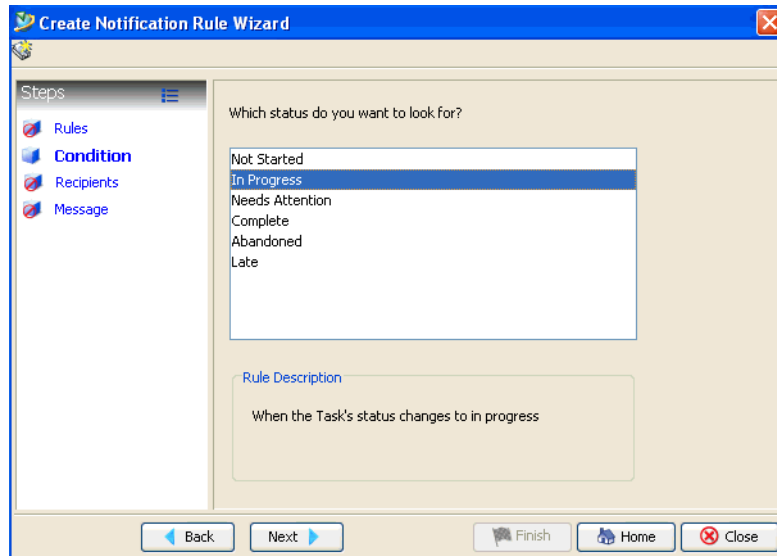 Create Notification Rule Wizard
Steps
Rules
Condition
Recipients
Message
Which status do you want to look for?
Not Started
In Progress
Needs Attention
Complete
Abandoned
Late
Rule Description
When the Task's status changes to in progress
Back
Next
Finish
Home
Close